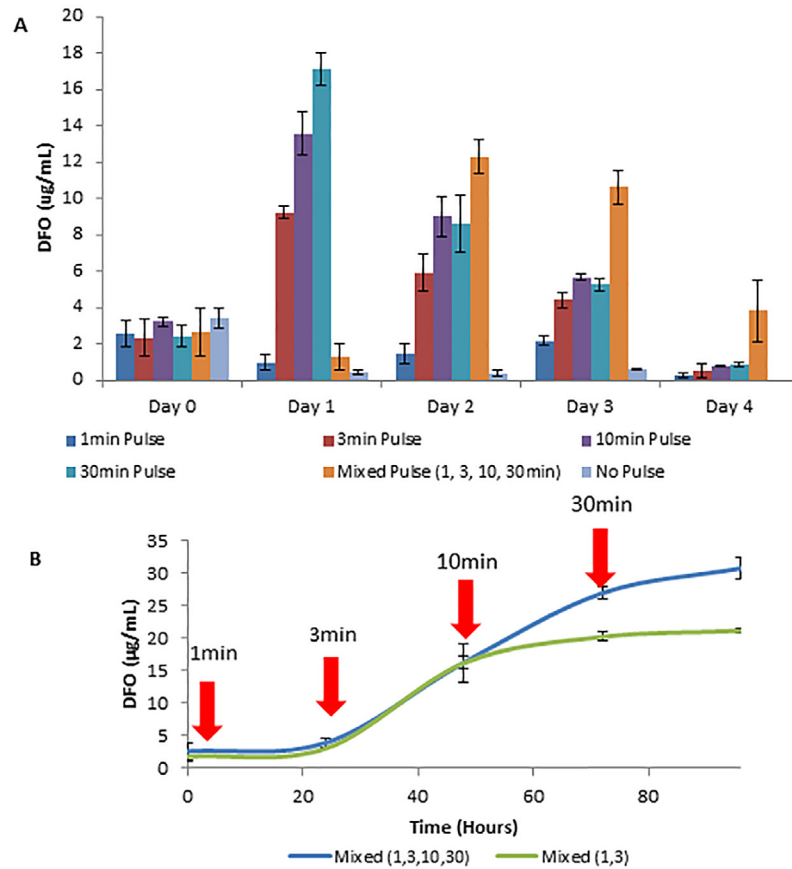 A
20
18
16
14
12
10
8
6
4
2
0
DFO (ug/mL)
Day 0 Day 1 Day 2 Day 3 Day 4
1min Pulse 3min Pulse 10min Pulse
30min Pulse Mixed Pulse (1, 3, 10, 30min) No Pulse
B
30min
10min
3min
1min
35
30
25
20
15
10
5
0
DFO (µg/mL)
0 20 40 60 80
Time (Hours)
Mixed (1,3,10,30) Mixed (1,3)